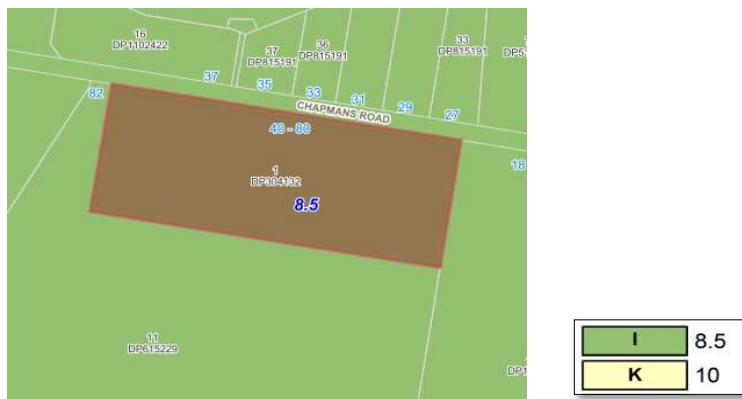 16
DP1102422
37
DP815191
36
DP815191
33
DP815191
37
35
33
31
29
27
CHAPMANS ROAD
82
40 - 80
18
1
DP304132
8.5
11
DP615229
I 8.5
K 10